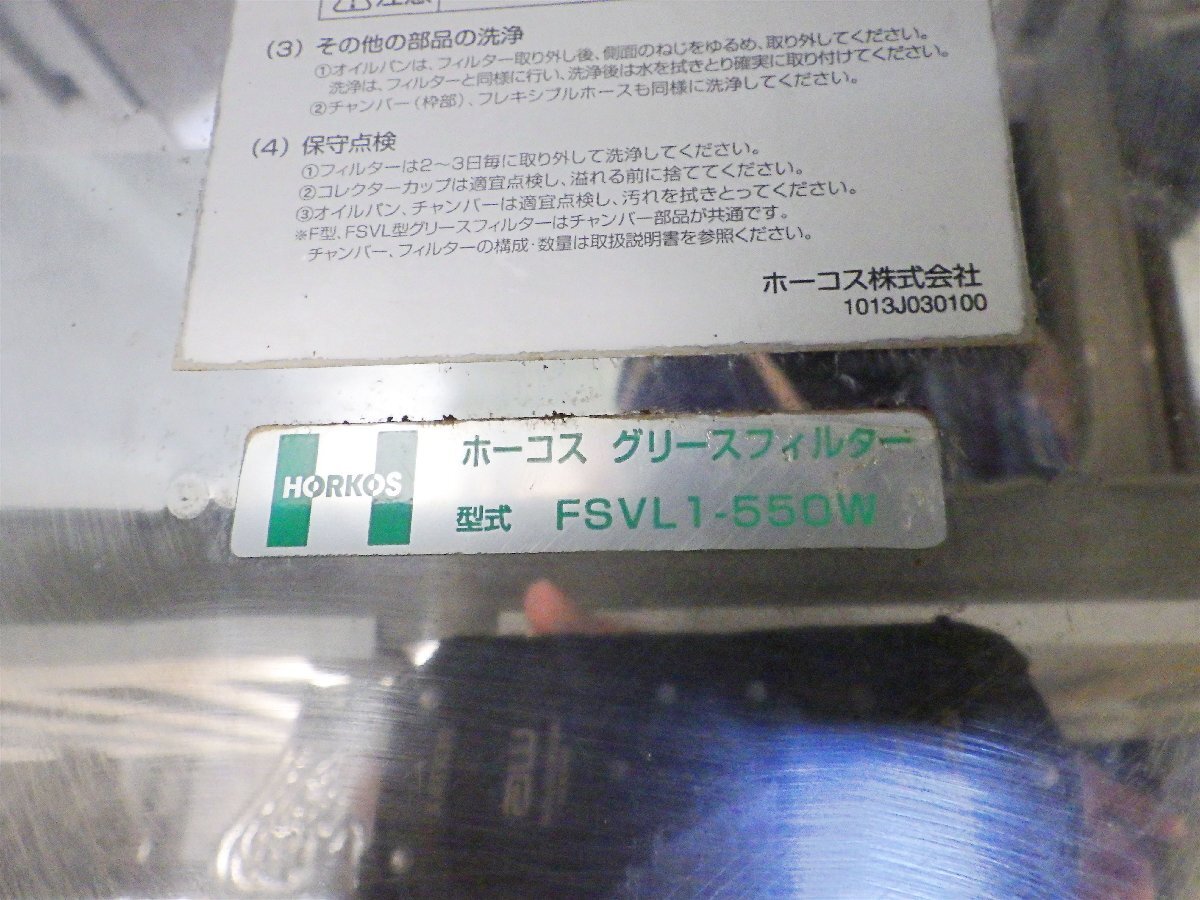 注意
(3) その他の部品の洗浄
①オイルパンは、フィルター取り外し後、側面のねじをゆるめ、取り外してください。
洗浄は、フィルターと同様に行い、洗浄後は水を拭きとり確実に取り付けてください。
②チャンバー(枠部)、フレキシブルホースも同様に洗浄してください。
(4) 保守点検
①フィルターは2〜3日毎に取り外して洗浄してください。
②コレクターカップは適宜点検し、溢れる前に捨ててください。
③オイルパン、チャンバーは適宜点検し、汚れを拭きとってください。
※F型、FSVL型グリースフィルターはチャンバー部品が共通です。
チャンバー、フィルターの構成・数量は取扱説明書を参照ください。
ホーコス株式会社
1013J030100
HORKOS
ホーコス グリースフィルター
型式 FSVL1-550W